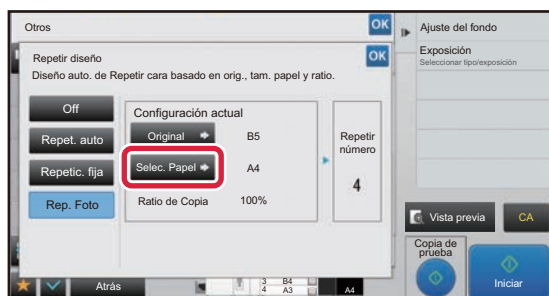 Otros
OK
Repetir diseño
OK
Diseño auto. de Repetir cara basado en orig., tam. papel y ratio.
Off
Repet. auto
Repetic. fija
Rep. Foto
Configuración actual
Original B5
Selec. Papel A4
Ratio de Copia 100%
Repetir
número
4
Ajuste del fondo
Exposición
Seleccionar tipo/exposición
Vista previa
CA
Copia de
prueba
Iniciar
Atrás
3 B4
4 A3
A4